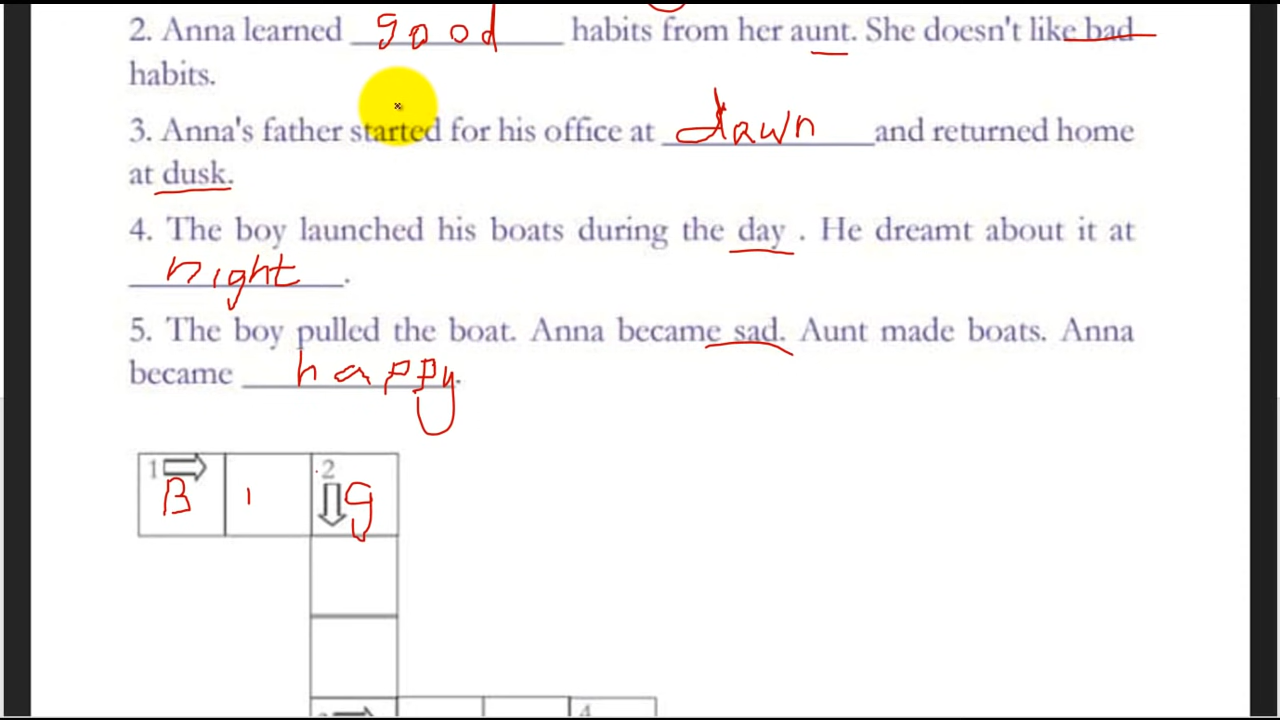 2. Anna learned good habits from her aunt. She doesn't like bad
habits.
3. Anna's father started for his office at dawn and returned home
at dusk.
4. The boy launched his boats during the day . He dreamt about it at
night.
5. The boy pulled the boat. Anna became sad. Aunt made boats. Anna
became happy.
1 2
B I g
4